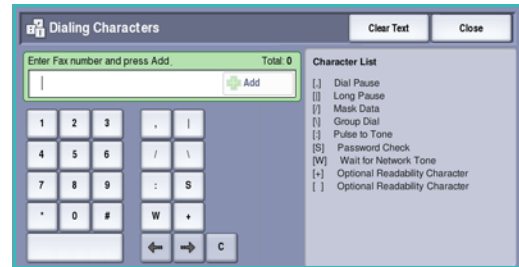 Dialing Characters
Clear Text
Close
Enter Fax number and press Add
Total: 0
Add
1 2 3 , |
4 5 6 / \
7 8 9 : S
* 0 # W +
C
Character List
[,] Dial Pause
[|] Long Pause
[/] Mask Data
[\] Group Dial
[:] Pulse to Tone
[S] Password Check
[W] Wait for Network Tone
[+] Optional Readability Character
[ ] Optional Readability Character